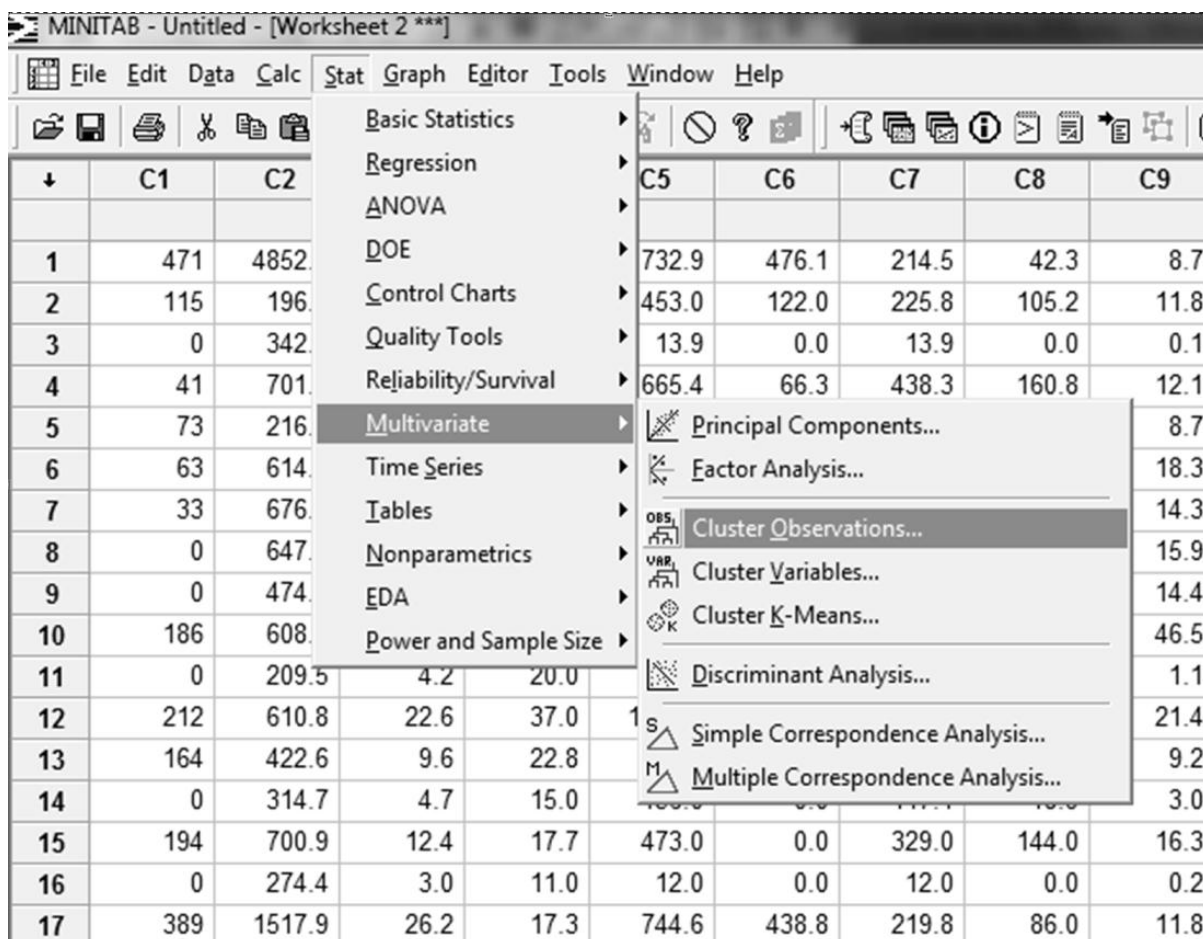 MINITAB - Untitled - [Worksheet 2 ***]
File Edit Data Calc Stat Graph Editor Tools Window Help
Basic Statistics
Regression
ANOVA
DOE
Control Charts
Quality Tools
Reliability/Survival
Multivariate
Time Series
Tables
Nonparametrics
EDA
Power and Sample Size
Principal Components...
Factor Analysis...
Cluster Observations...
Cluster Variables...
Cluster K-Means...
Discriminant Analysis...
Simple Correspondence Analysis...
Multiple Correspondence Analysis...
C1 C2 C5 C6 C7 C8 C9
1 471 4852. 732.9 476.1 214.5 42.3 8.7
2 115 196. 453.0 122.0 225.8 105.2 11.8
3 0 342. 13.9 0.0 13.9 0.0 0.1
4 41 701. 665.4 66.3 438.3 160.8 12.1
5 73 216. 8.7
6 63 614. 18.3
7 33 676. 14.3
8 0 647. 15.9
9 0 474. 14.4
10 186 608. 46.5
11 0 209.5 4.2 20.0 1.1
12 212 610.8 22.6 37.0 1 21.4
13 164 422.6 9.6 22.8 9.2
14 0 314.7 4.7 15.0 3.0
15 194 700.9 12.4 17.7 473.0 0.0 329.0 144.0 16.3
16 0 274.4 3.0 11.0 12.0 0.0 12.0 0.0 0.2
17 389 1517.9 26.2 17.3 744.6 438.8 219.8 86.0 11.8